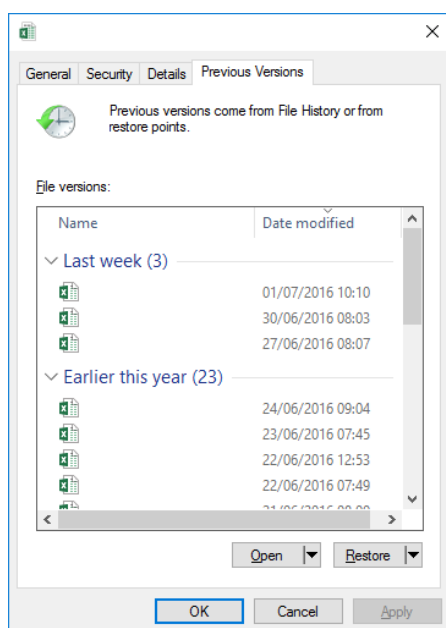 General Security Details Previous Versions
Previous versions come from File History or from
restore points.
File versions:
Name Date modified
Last week (3)
01/07/2016 10:10
30/06/2016 08:03
27/06/2016 08:07
Earlier this year (23)
24/06/2016 09:04
23/06/2016 07:45
22/06/2016 12:53
22/06/2016 07:49
Open Restore
OK Cancel Apply